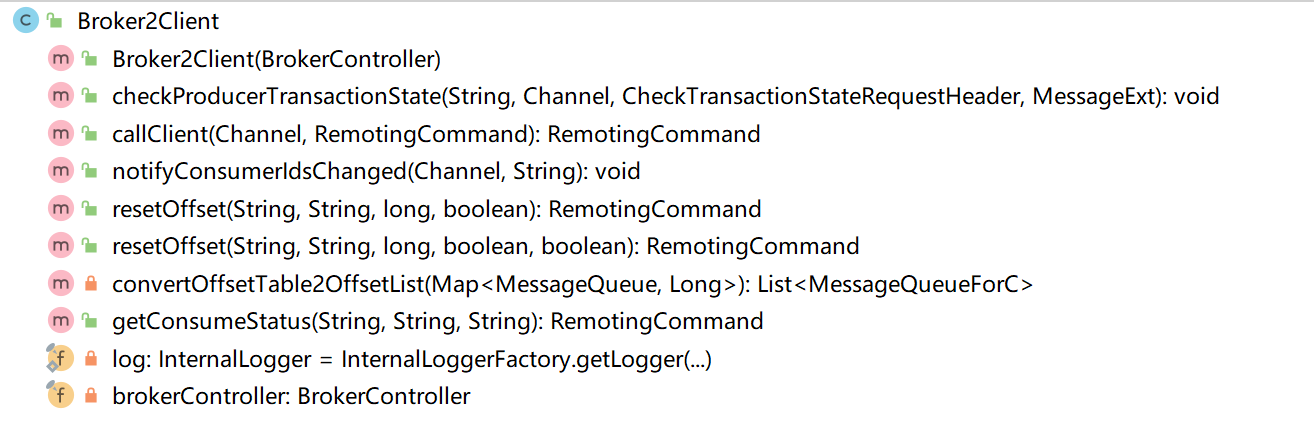 C Broker2Client
m Broker2Client(BrokerController)
m checkProducerTransactionState(String, Channel, CheckTransactionStateRequestHeader, MessageExt): void
m callClient(Channel, RemotingCommand): RemotingCommand
m notifyConsumerIdsChanged(Channel, String): void
m resetOffset(String, String, long, boolean): RemotingCommand
m resetOffset(String, String, long, boolean, boolean): RemotingCommand
m convertOffsetTable2OffsetList(Map<MessageQueue, Long>): List<MessageQueueForC>
m getConsumeStatus(String, String, String): RemotingCommand
f log: InternalLogger = InternalLoggerFactory.getLogger(...)
f brokerController: BrokerController